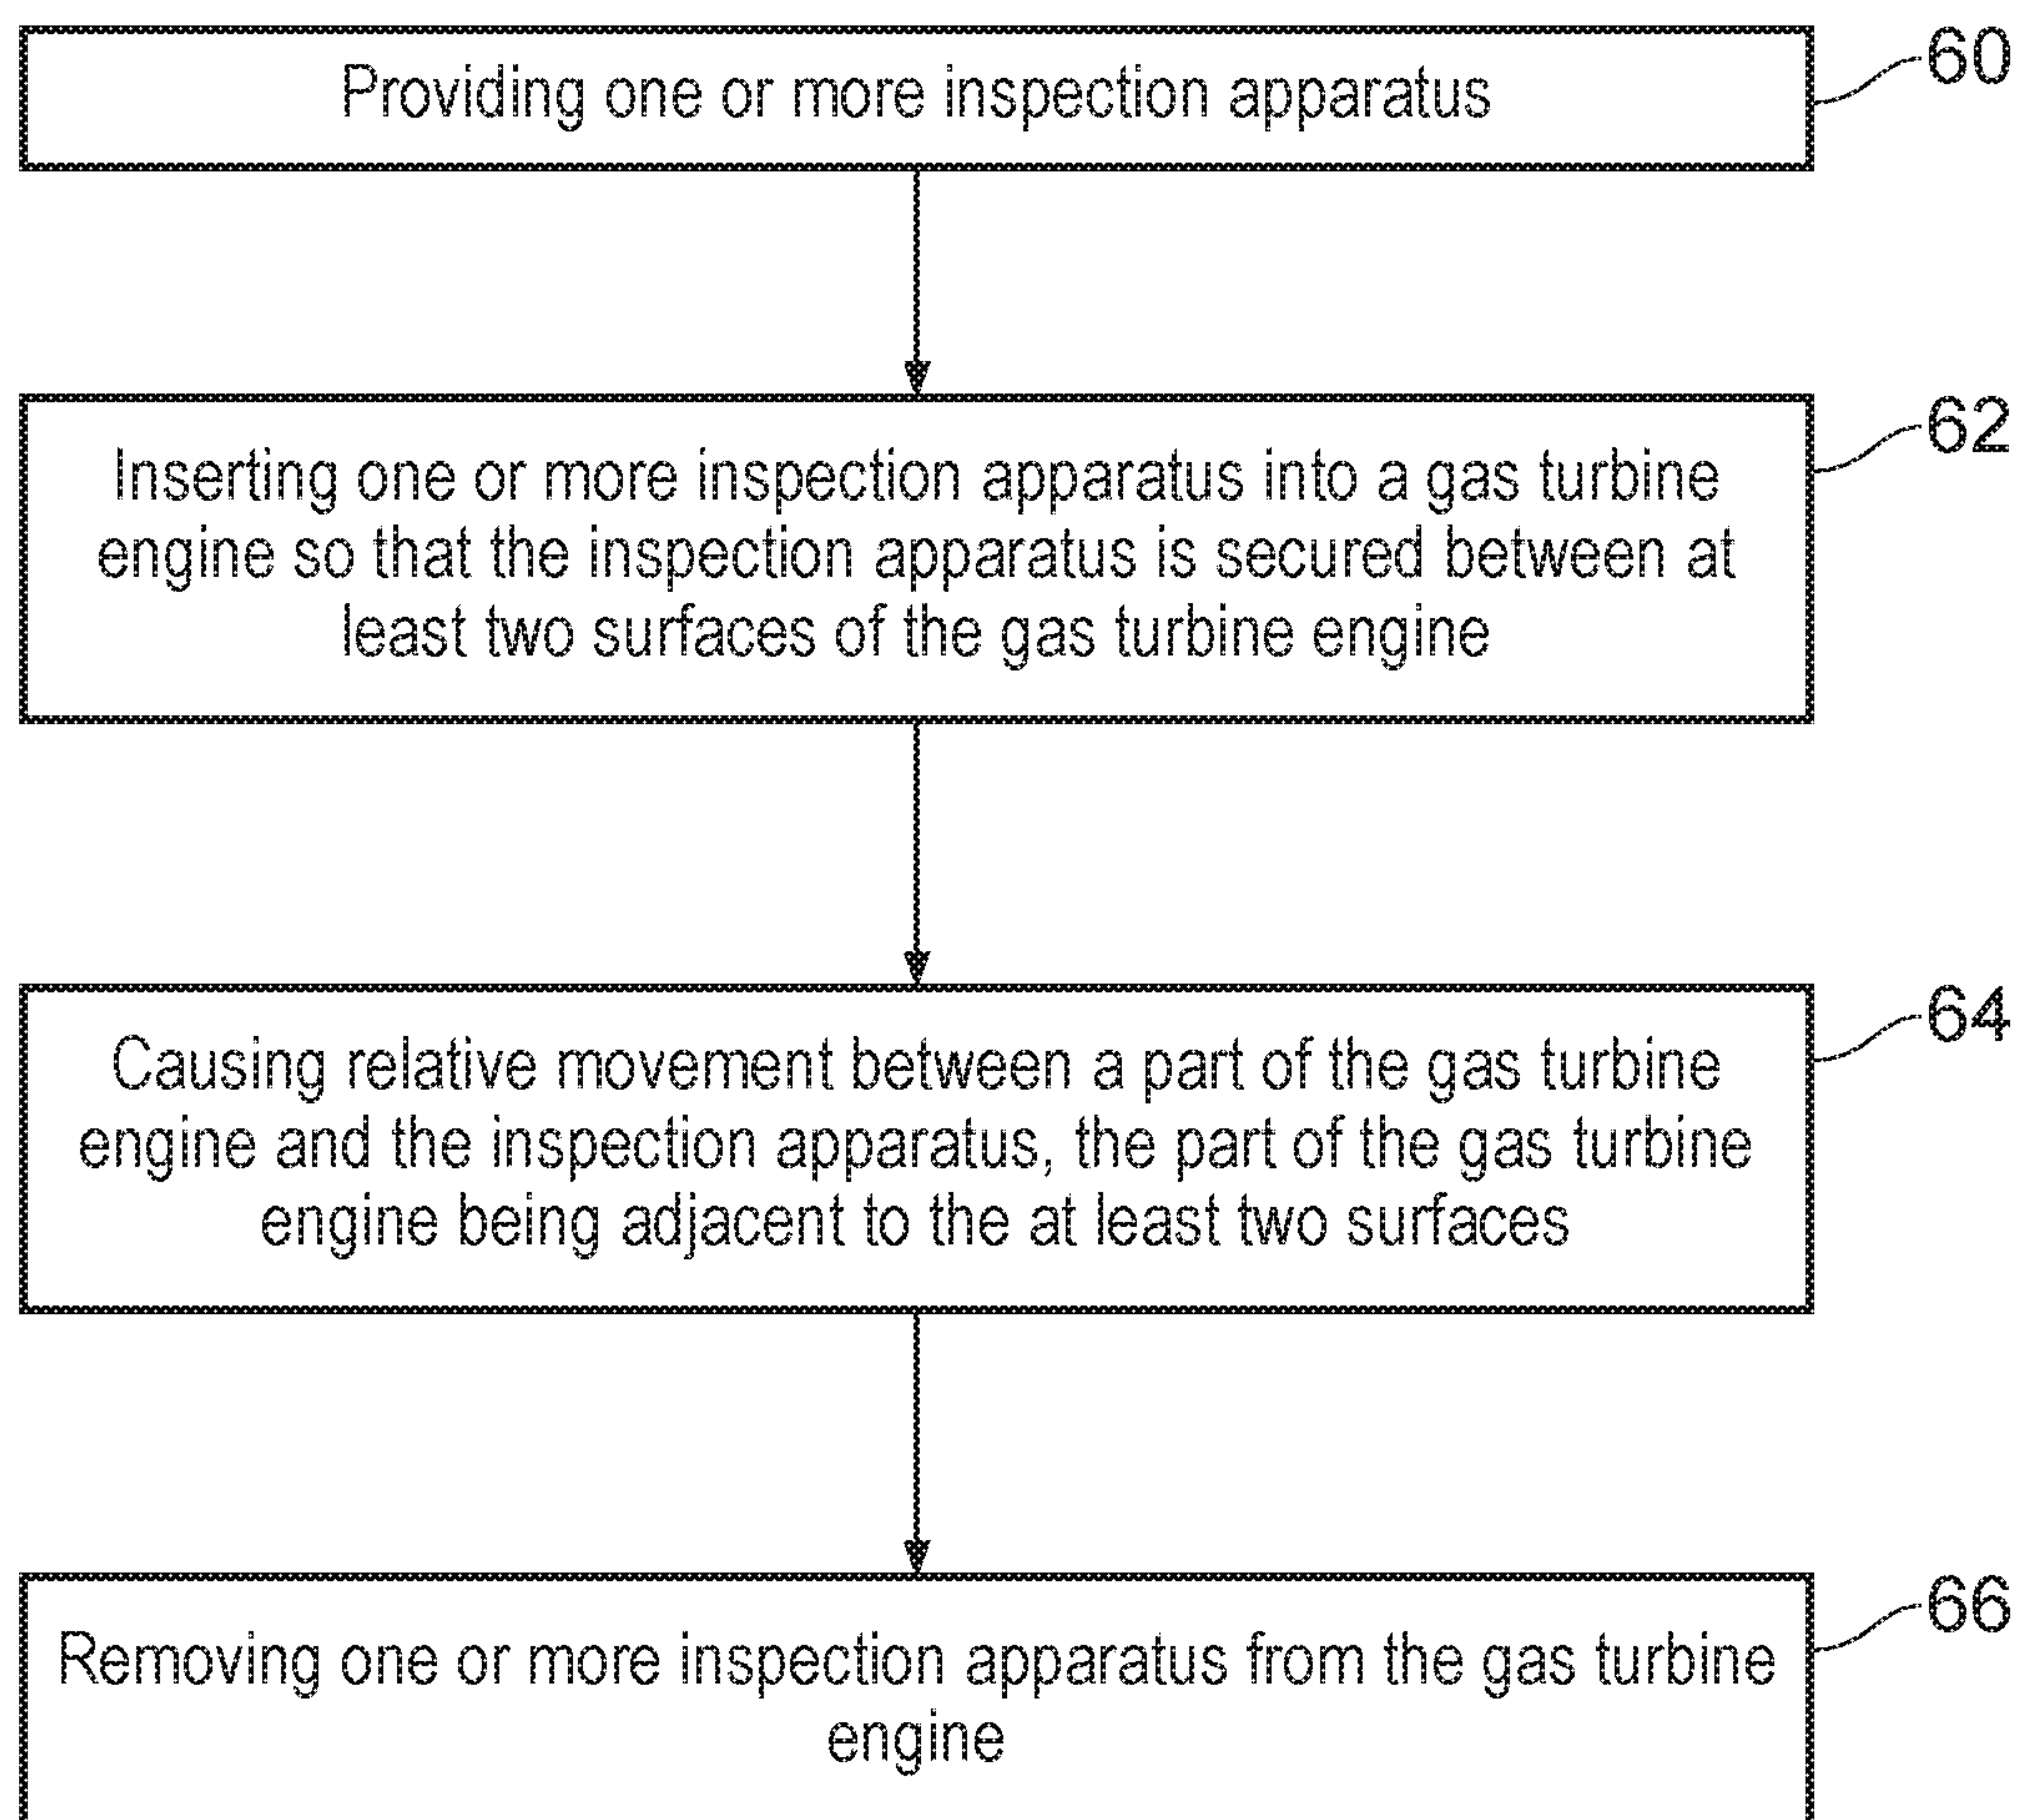 Providing one or more inspection apparatus
60
Inserting one or more inspection apparatus into a gas turbine
engine so that the inspection apparatus is secured between at
least two surfaces of the gas turbine engine
62
Causing relative movement between a part of the gas turbine
engine and the inspection apparatus, the part of the gas turbine
engine being adjacent to the at least two surfaces
64
Removing one or more inspection apparatus from the gas turbine
engine
66